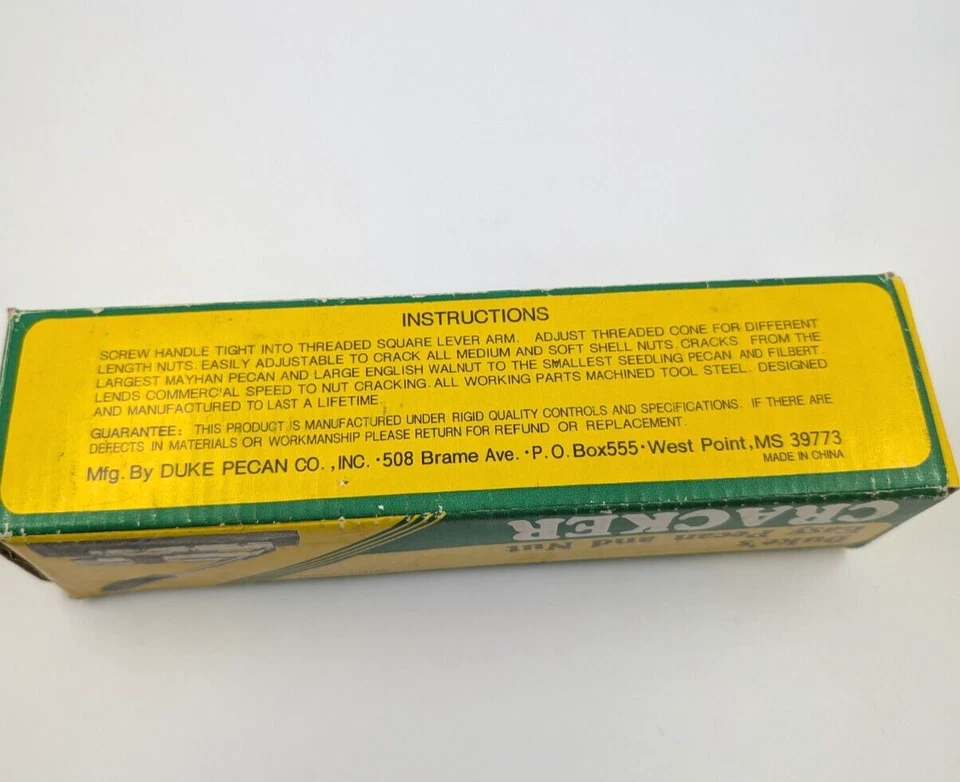 INSTRUCTIONS
SCREW HANDLE TIGHT INTO THREADED SQUARE LEVER ARM. ADJUST THREADED CONE FOR DIFFERENT
LENGTH NUTS. EASILY ADJUSTABLE TO CRACK ALL MEDIUM AND SOFT SHELL NUTS. CRACKS FROM THE
LARGEST MAYHAN PECAN AND LARGE ENGLISH WALNUT TO THE SMALLEST SEEDLING PECAN AND FILBERT.
LENDS COMMERCIAL SPEED TO NUT CRACKING. ALL WORKING PARTS MACHINED TOOL STEEL. DESIGNED
AND MANUFACTURED TO LAST A LIFETIME.
GUARANTEE: THIS PRODUCT IS MANUFACTURED UNDER RIGID QUALITY CONTROLS AND SPECIFICATIONS. IF THERE ARE
DEFECTS IN MATERIALS OR WORKMANSHIP PLEASE RETURN FOR REFUND OR REPLACEMENT.
Mfg. By DUKE PECAN CO., INC. ·508 Brame Ave. ·P.O.Box555 ·West Point, MS 39773
MADE IN CHINA
Duke's
Pecan and Nut
CRACKER